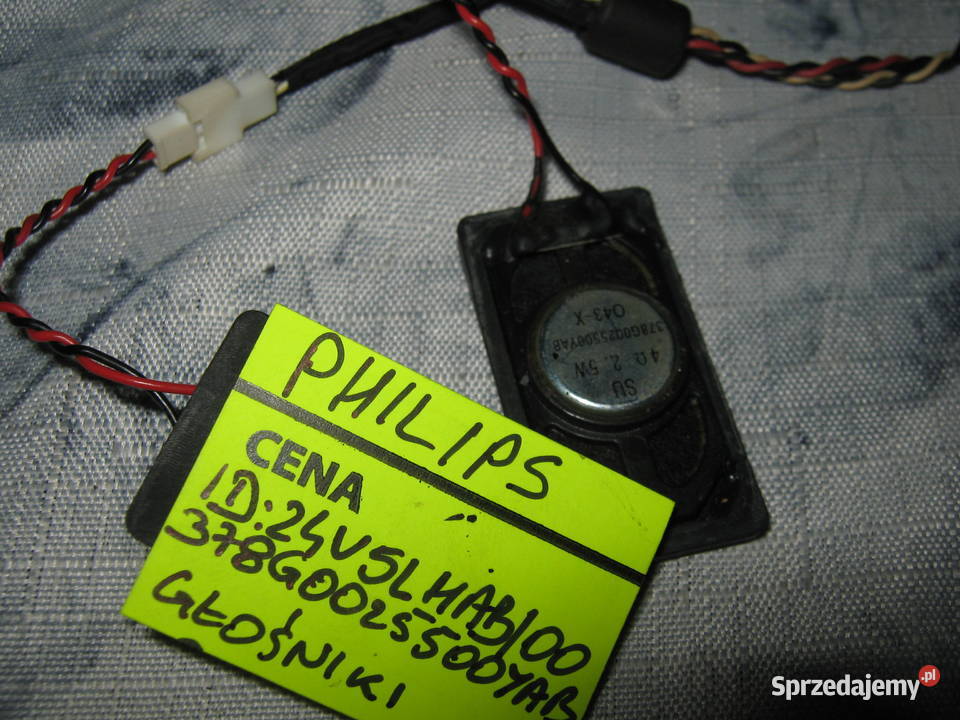 PHILIPS
CENA
ID: 24V5LHAB/00
378G0025500YAB
GŁOŚNIKI
SU
4Ω 2.5W
378G0025500YAB
043-X
Sprzedajemy.pl